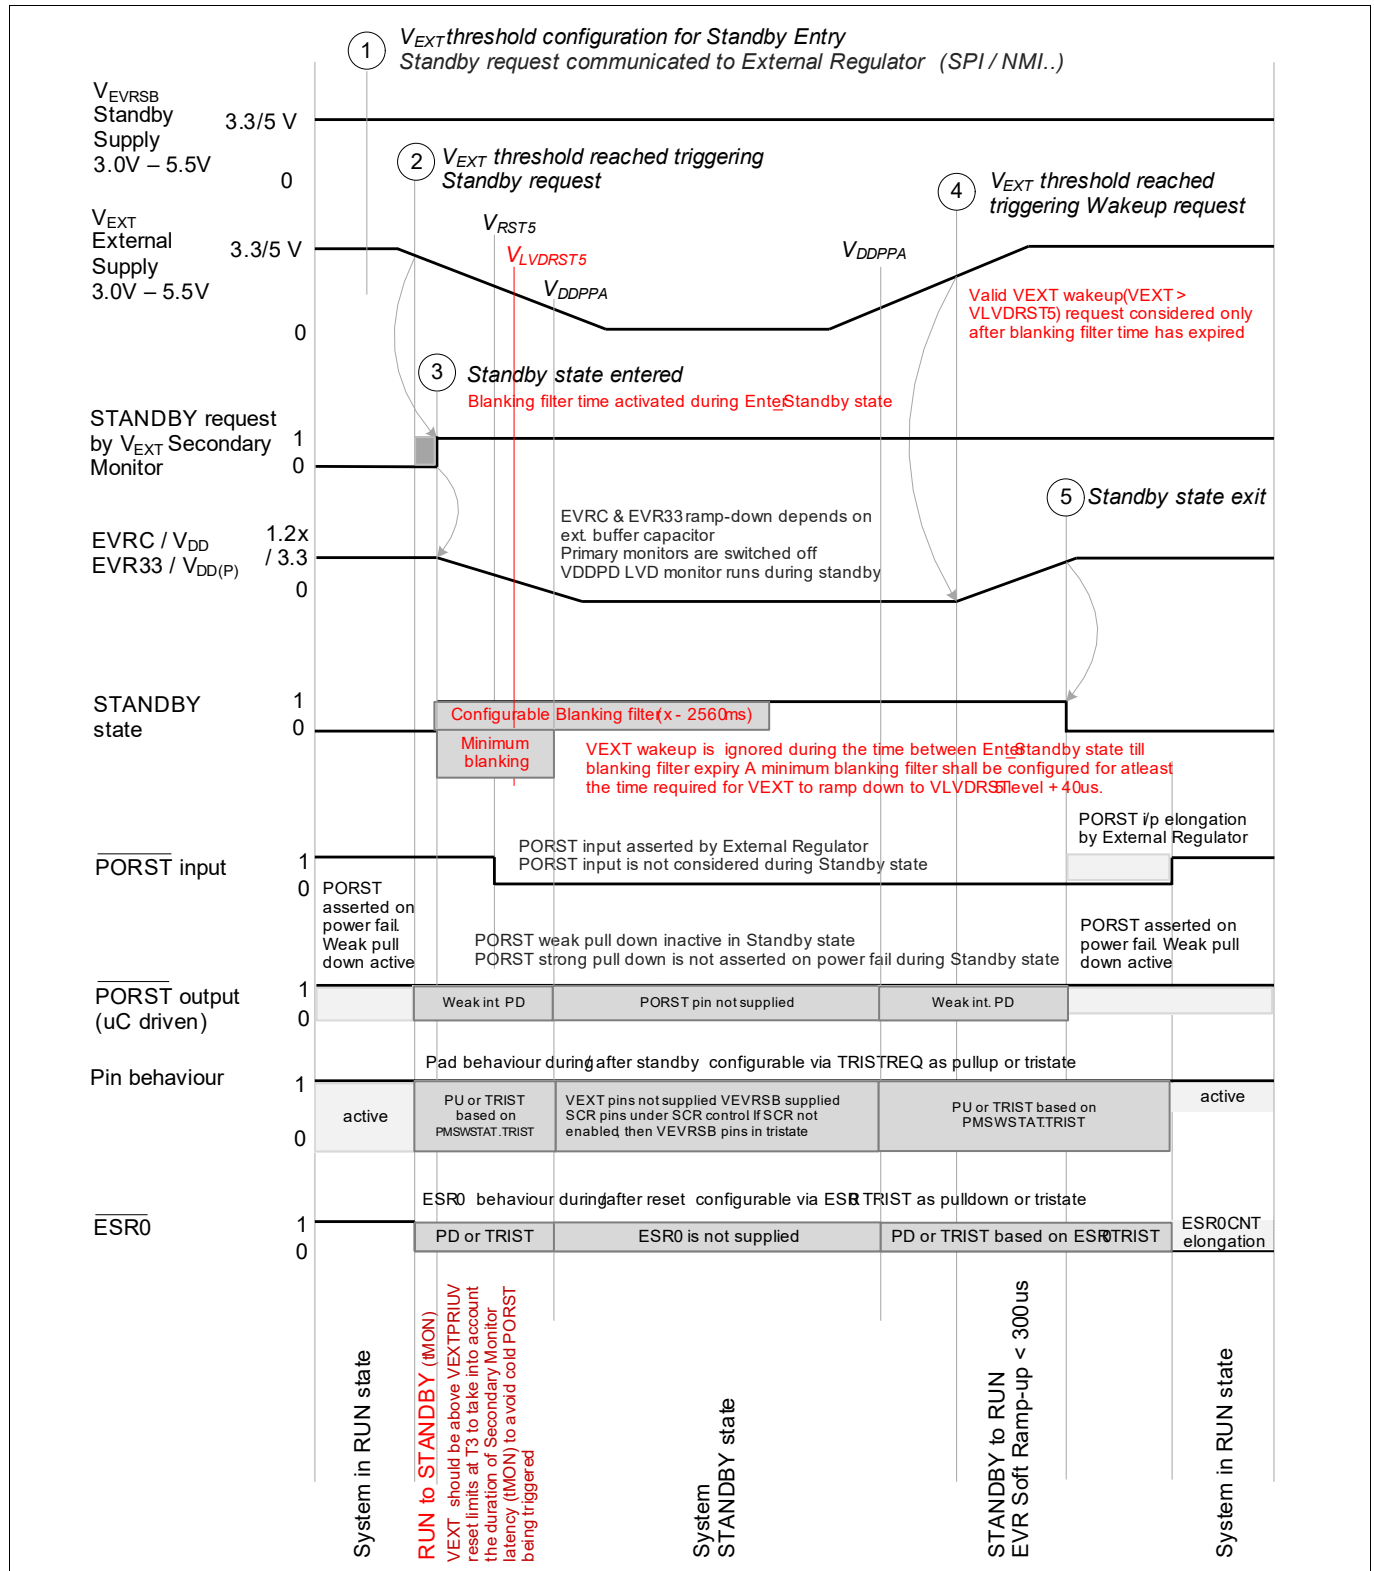 1
VEXT threshold configuration for Standby Entry
Standby request communicated to External Regulator (SPI / NMI..)
VEVRSB
Standby
Supply
3.0V – 5.5V
3.3/5 V
0
2
VEXT threshold reached triggering
Standby request
4
VEXT threshold reached
triggering Wakeup request
VEXT
External
Supply
3.0V – 5.5V
3.3/5 V
0
VRST5
VLVDRST5
VDDPPA
VDDPPA
Valid VEXT wakeup(VEXT >
VLVDRST5) request considered only
after blanking filter time has expired
3
Standby state entered
Blanking filter time activated during Enter_Standby state
STANDBY request
by VEXT Secondary
Monitor
1
0
5
Standby state exit
EVRC / VDD
EVR33 / VDD(P)
1.2x
/ 3.3
0
EVRC & EVR33 ramp-down depends on
ext. buffer capacitor
Primary monitors are switched off
VDDPD LVD monitor runs during standby
STANDBY
state
1
0
Configurable Blanking filter(x - 2560ms)
Minimum
blanking
VEXT wakeup is ignored during the time between Enter_Standby state till
blanking filter expiry. A minimum blanking filter shall be configured for atleast
the time required for VEXT to ramp down to VLVDRST5 level + 40us.
PORST input
1
0
PORST input asserted by External Regulator
PORST input is not considered during Standby state
PORST i/p elongation
by External Regulator
PORST
asserted on
power fail.
Weak pull
down active
PORST weak pull down inactive in Standby state
PORST strong pull down is not asserted on power fail during Standby state
PORST asserted on
power fail. Weak pull
down active
PORST output
(uC driven)
1
0
Weak int. PD
PORST pin not supplied
Weak int. PD
Pad behaviour during/after standby configurable via TRISTREQ as pullup or tristate
Pin behaviour
1
0
active
PU or TRIST
based on
PMSWSTAT.TRIST
VEXT pins not supplied VEVRSB supplied
SCR pins under SCR control. If SCR not
enabled, then VEVRSB pins in tristate
PU or TRIST based on
PMSWSTAT.TRIST
active
ESR0 behaviour during/after reset configurable via ESR0TRIST as pulldown or tristate
ESR0
1
0
PD or TRIST
ESR0 is not supplied
PD or TRIST based on ESR0TRIST
ESR0CNT
elongation
System in RUN state
RUN to STANDBY (tMON)
VEXT should be above VEXTPRIUV
reset limits at T3 to take into account
the duration of Secondary Monitor
latency (tMON) to avoid cold PORST
being triggered
System
STANDBY state
STANDBY to RUN
EVR Soft Ramp-up < 300us
System in RUN state